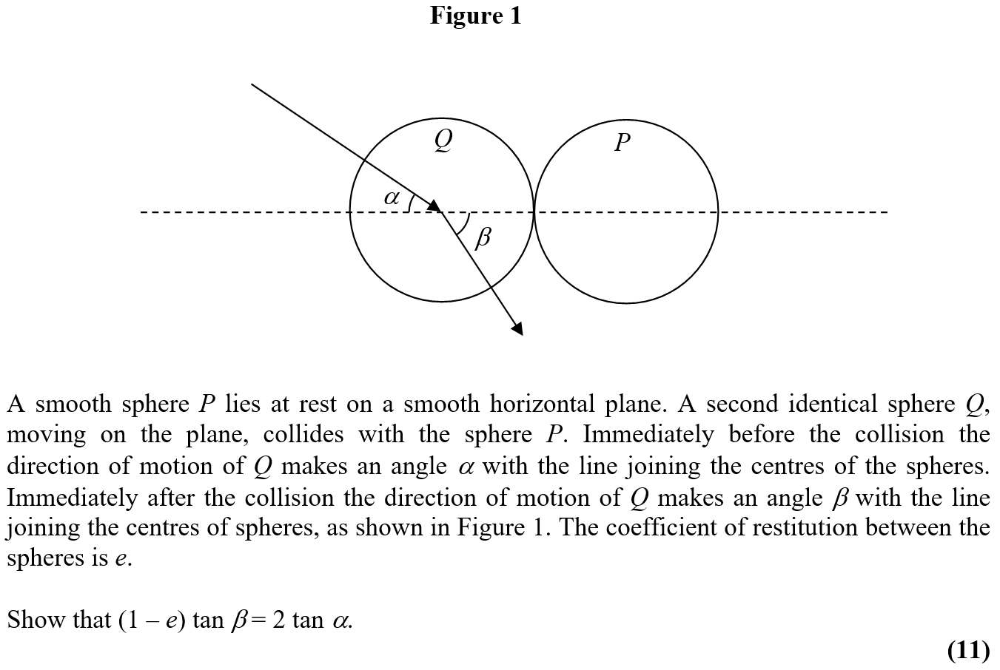 Figure 1
Q
P
α
β
A smooth sphere P lies at rest on a smooth horizontal plane. A second identical sphere Q,
moving on the plane, collides with the sphere P. Immediately before the collision the
direction of motion of Q makes an angle α with the line joining the centres of the spheres.
Immediately after the collision the direction of motion of Q makes an angle β with the line
joining the centres of spheres, as shown in Figure 1. The coefficient of restitution between the
spheres is e.
Show that (1 – e) tan β = 2 tan α.
(11)